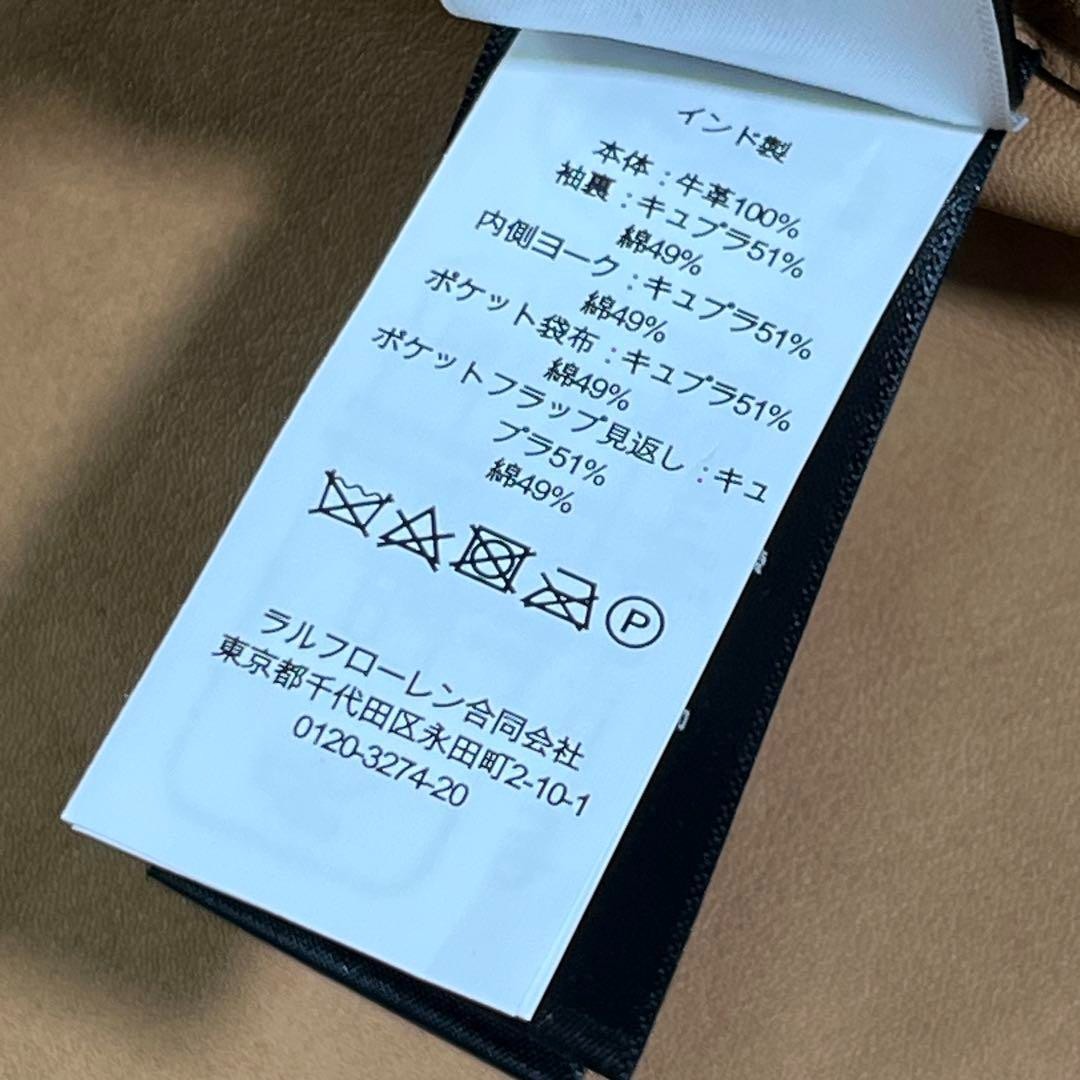 インド製
本体：牛革100%
袖裏：キュプラ51%
綿49%
内側ヨーク：キュプラ51%
綿49%
ポケット袋布：キュプラ51%
綿49%
ポケットフラップ見返し：キュ
プラ51%
綿49%
P
ラルフローレン合同会社
東京都千代田区永田町2-10-1
0120-3274-20